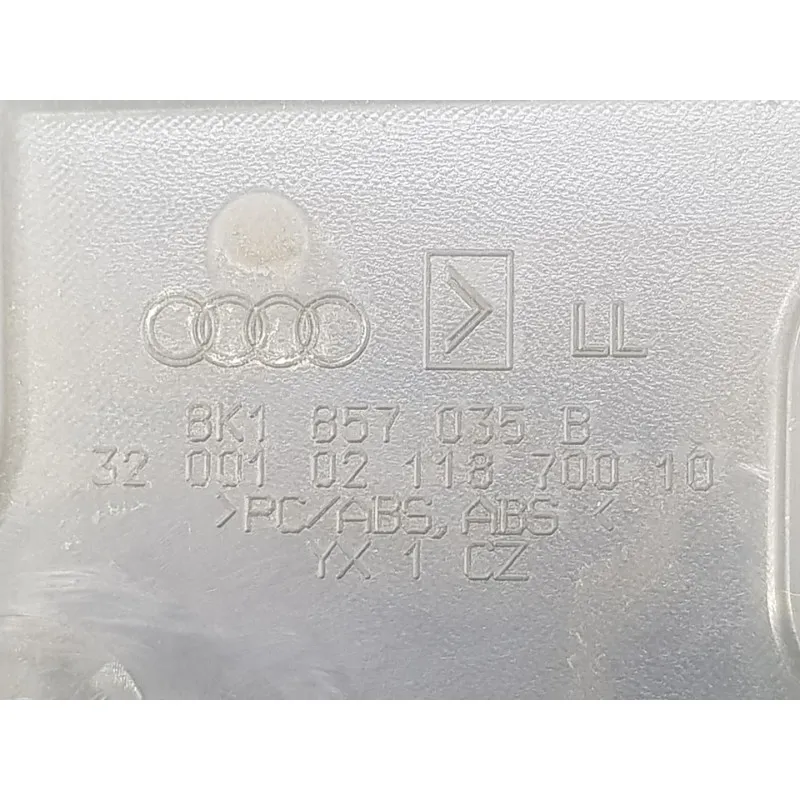 LL
8K1 857 035 B
32 001 02 118 700 10
>PC/ABS, ABS<
YX 1 CZ